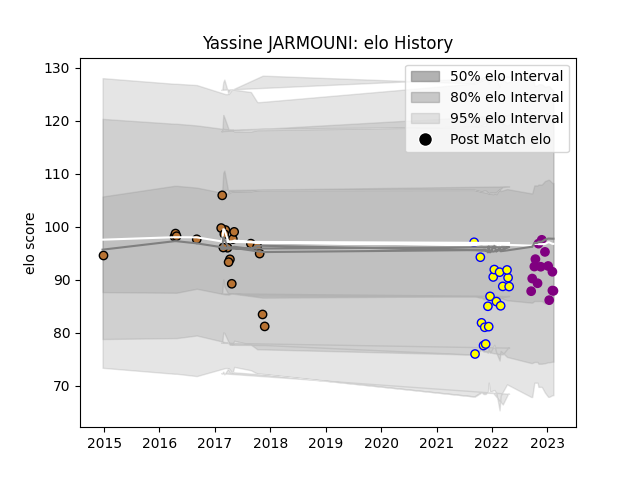 Yassine JARMOUNI: elo History
50% elo Interval
80% elo Interval
95% elo Interval
Post Match elo
elo score
130
120
110
100
90
80
70
2015 2016 2017 2018 2019 2020 2021 2022 2023